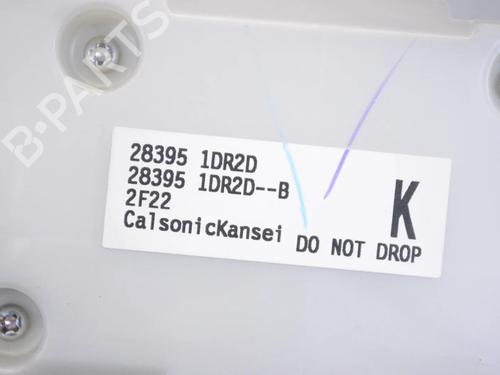 B-PARTS
28395 1DR2D
28395 1DR2D--B
2F22
CalsonicKansei DO NOT DROP
K